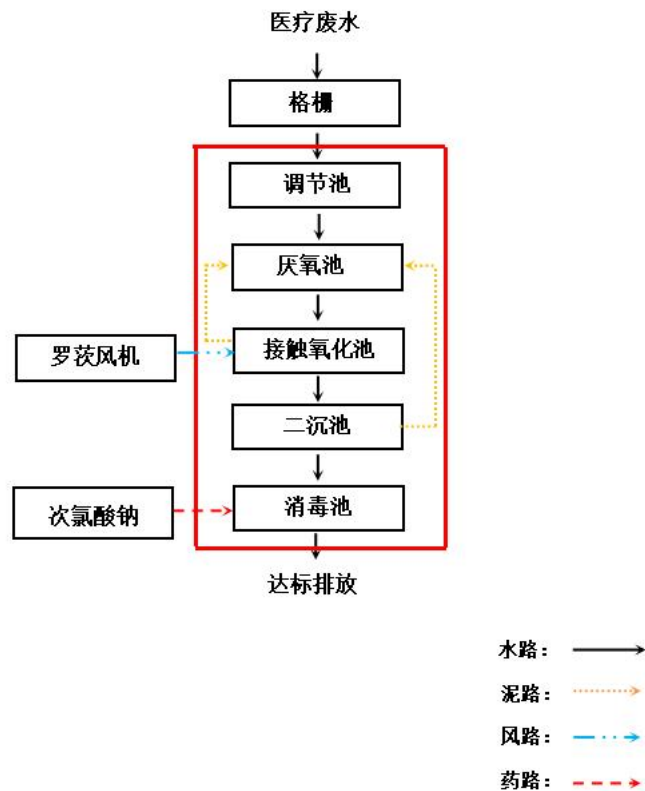 医疗废水
格栅
调节池
厌氧池
罗茨风机
接触氧化池
二沉池
次氯酸钠
消毒池
达标排放
水路：
泥路：
风路：
药路：